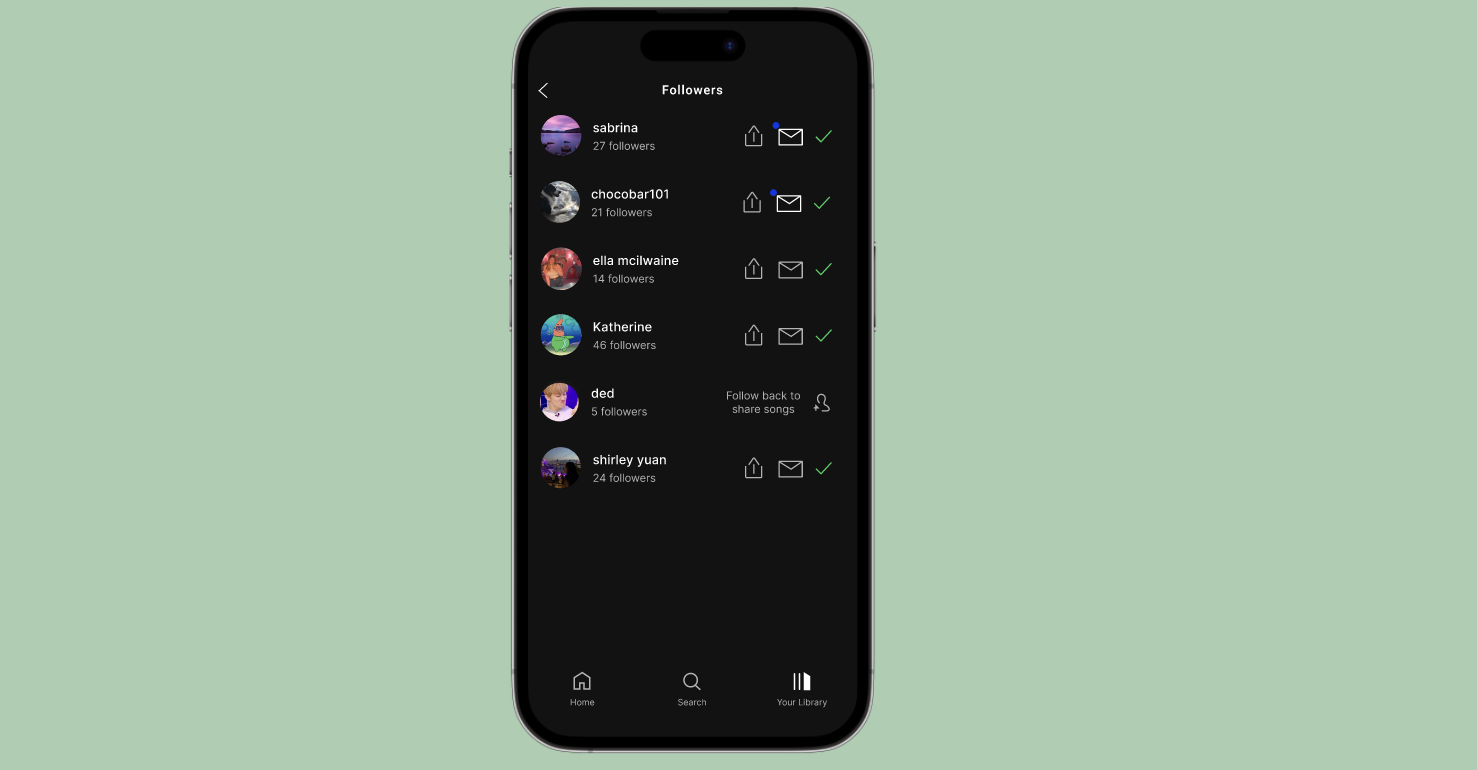 Followers
sabrina
27 followers
chocobar101
21 followers
ella mcilwaine
14 followers
Katherine
46 followers
ded
5 followers
Follow back to
share songs
shirley yuan
24 followers
Home
Search
Your Library